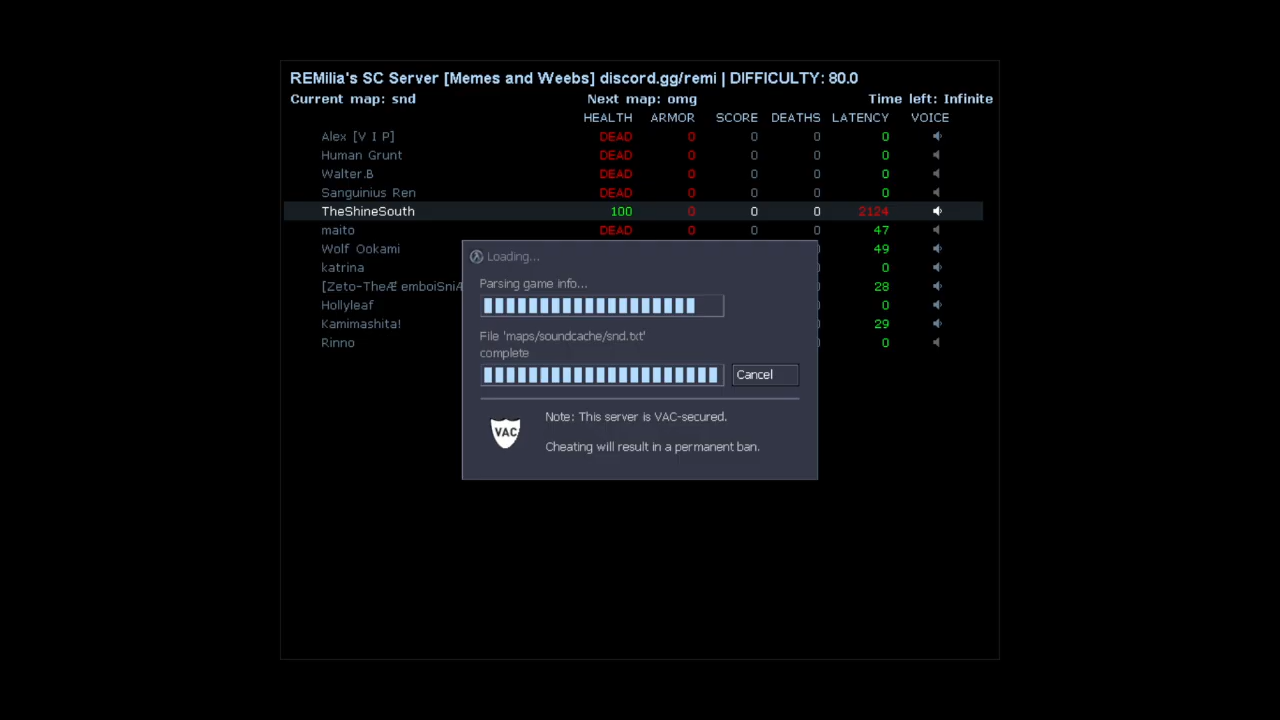 REMilia's SC Server [Memes and Weebs] discord.gg/remi | DIFFICULTY: 80.0
Current map: snd Next map: omg Time left: Infinite
HEALTH ARMOR SCORE DEATHS LATENCY VOICE
Alex [V I P] DEAD 0 0 0 0
Human Grunt DEAD 0 0 0 0
Walter.B DEAD 0 0 0 0
Sanguinius Ren DEAD 0 0 0 0
TheShineSouth 100 0 0 0 2124
maito DEAD 0 0 0 47
Wolf Ookami 49
katrina 0
28
Hollyleaf 0
Kamimashita! 29
Rinno 0
Loading...
Parsing game info...
File 'maps/soundcache/snd.txt'
complete
Cancel
VAC
Note: This server is VAC-secured.
Cheating will result in a permanent ban.